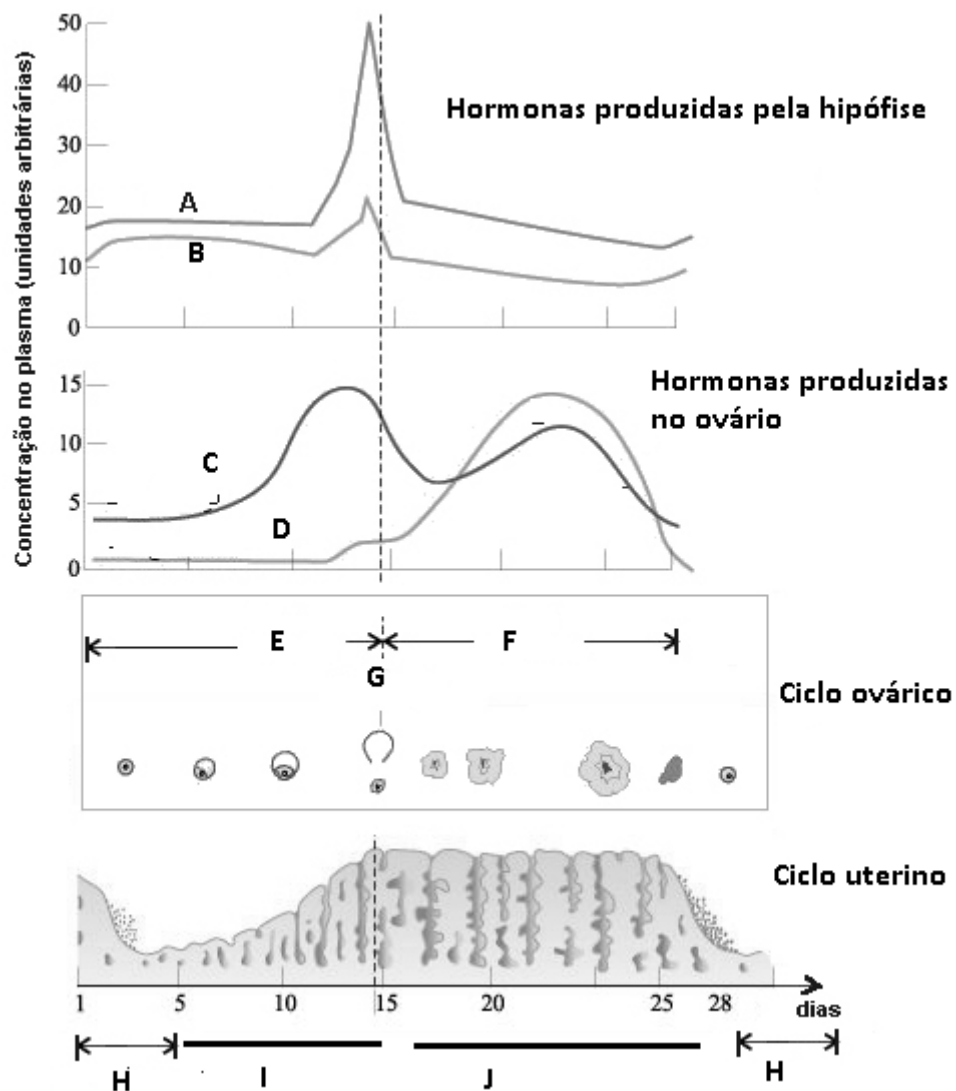 Concentração no plasma (unidades arbitrárias)
50
40
30
20
10
0
Hormonas produzidas pela hipófise
A
B
15
10
5
0
Hormonas produzidas
no ovário
C
D
E
F
G
Ciclo ovárico
Ciclo uterino
1 5 10 15 20 25 28 dias
H I J H